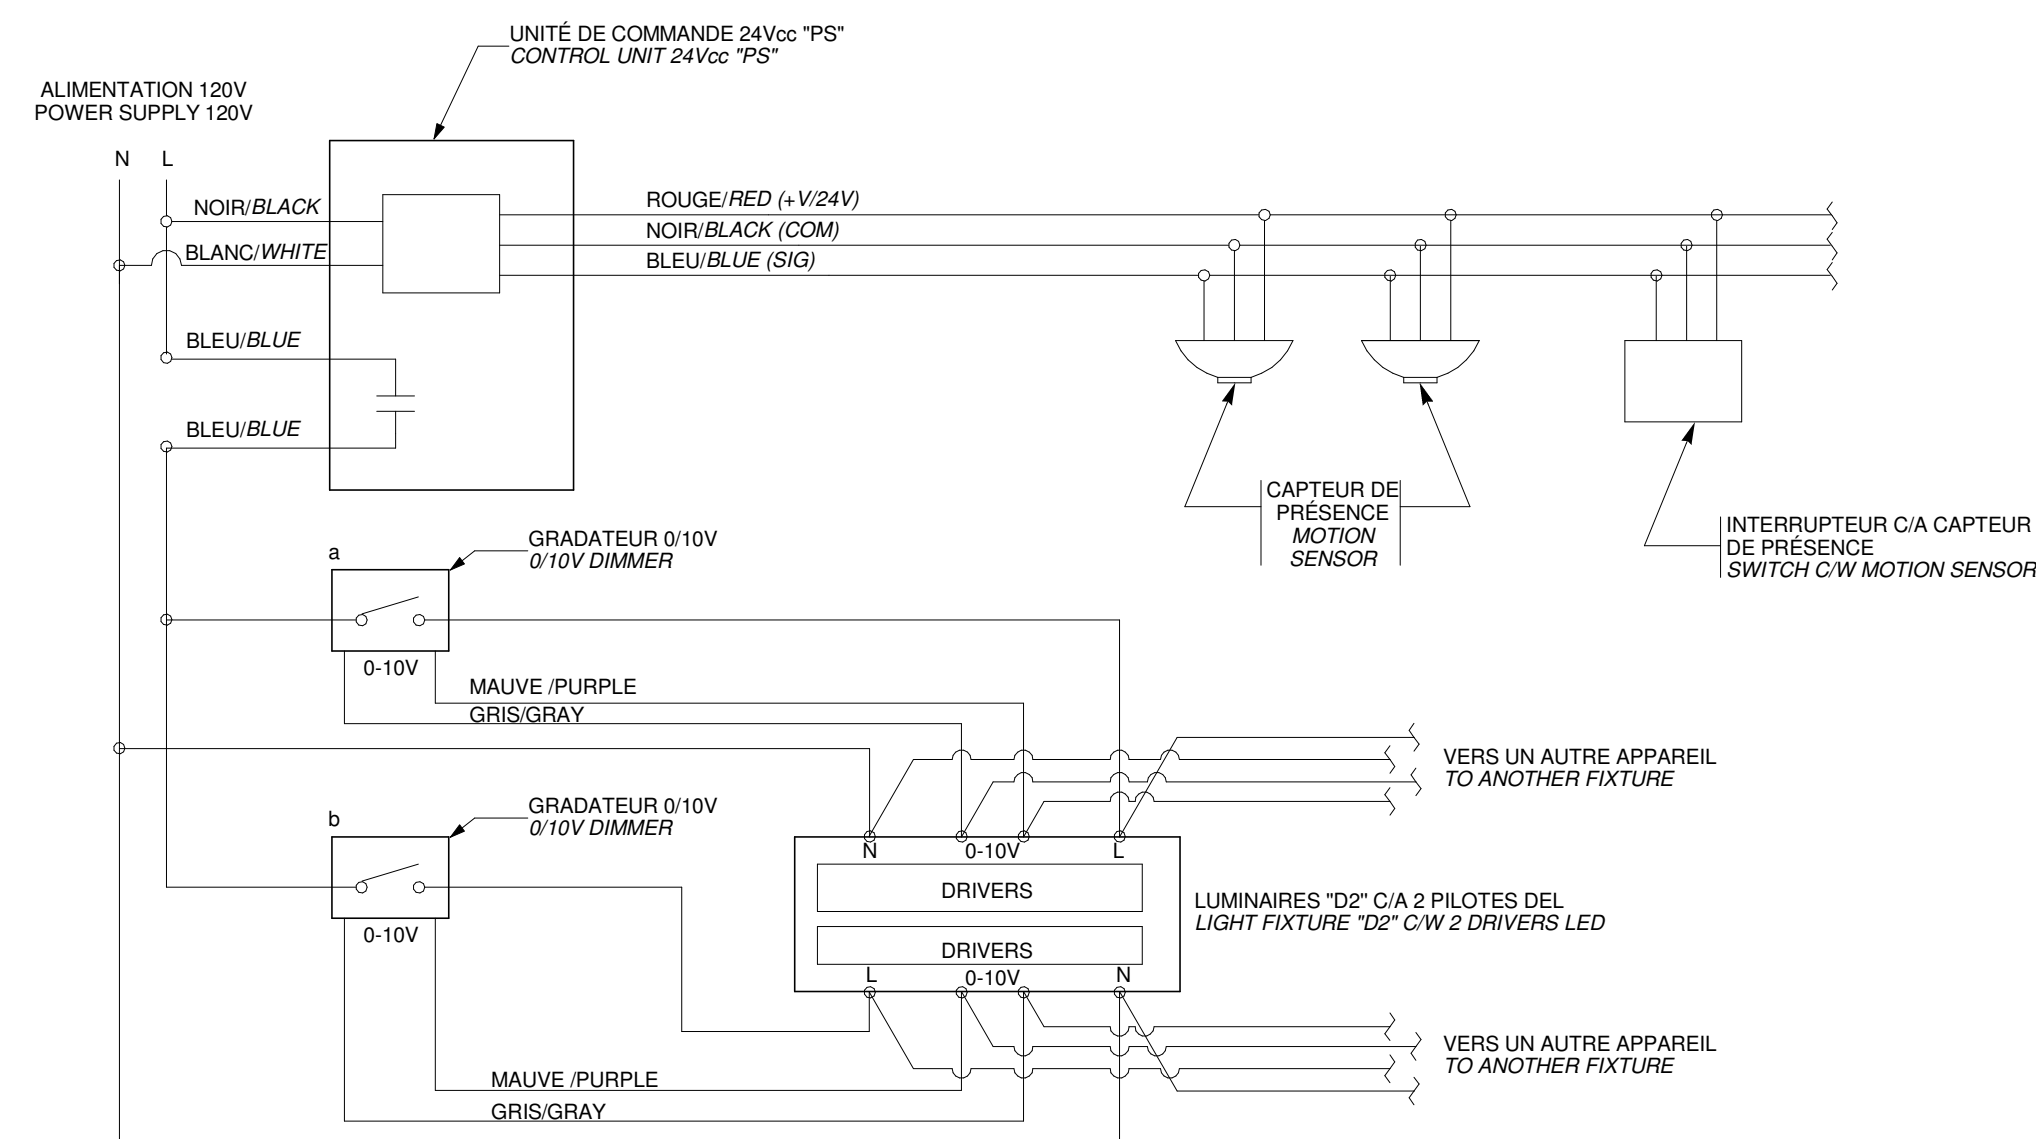 UNITÉ DE COMMANDE 24Vcc "PS"
CONTROL UNIT 24Vcc "PS"
ALIMENTATION 120V
POWER SUPPLY 120V
N L
NOIR/BLACK
BLANC/WHITE
BLEU/BLUE
BLEU/BLUE
ROUGE/RED (+V/24V)
NOIR/BLACK (COM)
BLEU/BLUE (SIG)
CAPTEUR DE
PRÉSENCE
MOTION
SENSOR
INTERRUPTEUR C/A CAPTEUR
DE PRÉSENCE
SWITCH C/W MOTION SENSOR
a
GRADATEUR 0/10V
0/10V DIMMER
0-10V
MAUVE /PURPLE
GRIS/GRAY
VERS UN AUTRE APPAREIL
TO ANOTHER FIXTURE
b
GRADATEUR 0/10V
0/10V DIMMER
0-10V
N 0-10V L
DRIVERS
DRIVERS
L 0-10V N
LUMINAIRES "D2" C/A 2 PILOTES DEL
LIGHT FIXTURE "D2" C/W 2 DRIVERS LED
VERS UN AUTRE APPAREIL
TO ANOTHER FIXTURE
MAUVE /PURPLE
GRIS/GRAY